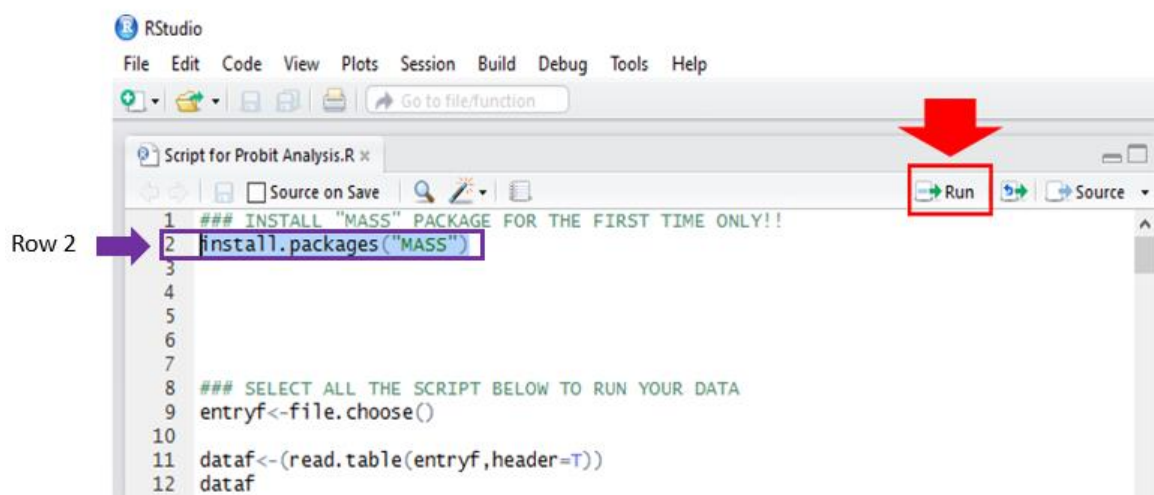 RStudio
File Edit Code View Plots Session Build Debug Tools Help
Go to file/function
Script for Probit Analysis.R
Source on Save Run Source
1 ### INSTALL "MASS" PACKAGE FOR THE FIRST TIME ONLY!!
Row 2 2 install.packages("MASS")
3
4
5
6
7
8 ### SELECT ALL THE SCRIPT BELOW TO RUN YOUR DATA
9 entryf<-file.choose()
10
11 dataf<-(read.table(entryf,header=T))
12 dataf